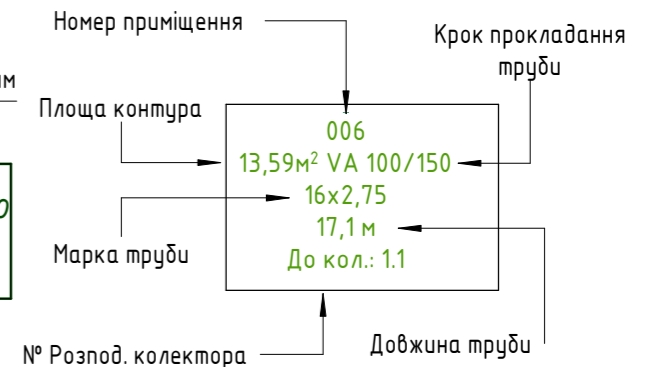 Номер приміщення
Крок прокладання
труби
Площа контура
006
13,59м² VA 100/150
16х2,75
17,1 м
До кол.: 1.1
Марка труби
№ Розпод. колектора
Довжина труби